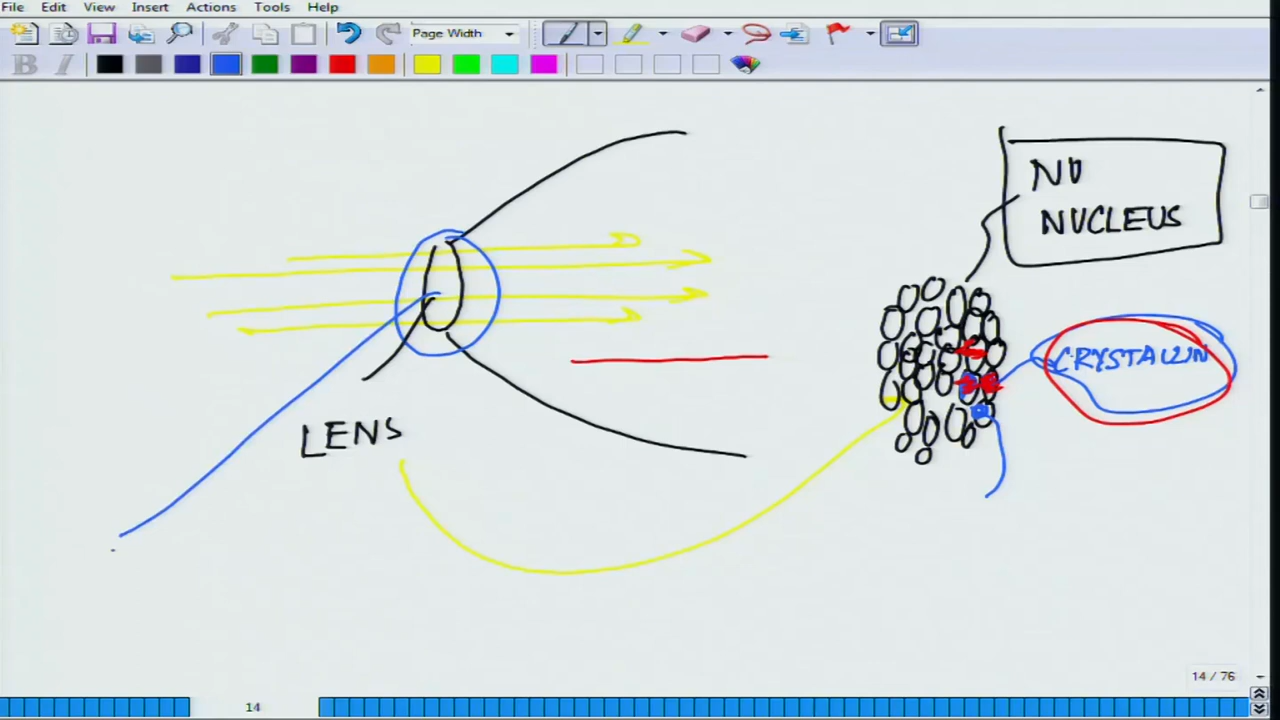 File Edit View Insert Actions Tools Help
Page Width
B I
NO
NUCLEUS
CRYSTALLIN
LENS
14 / 76
14